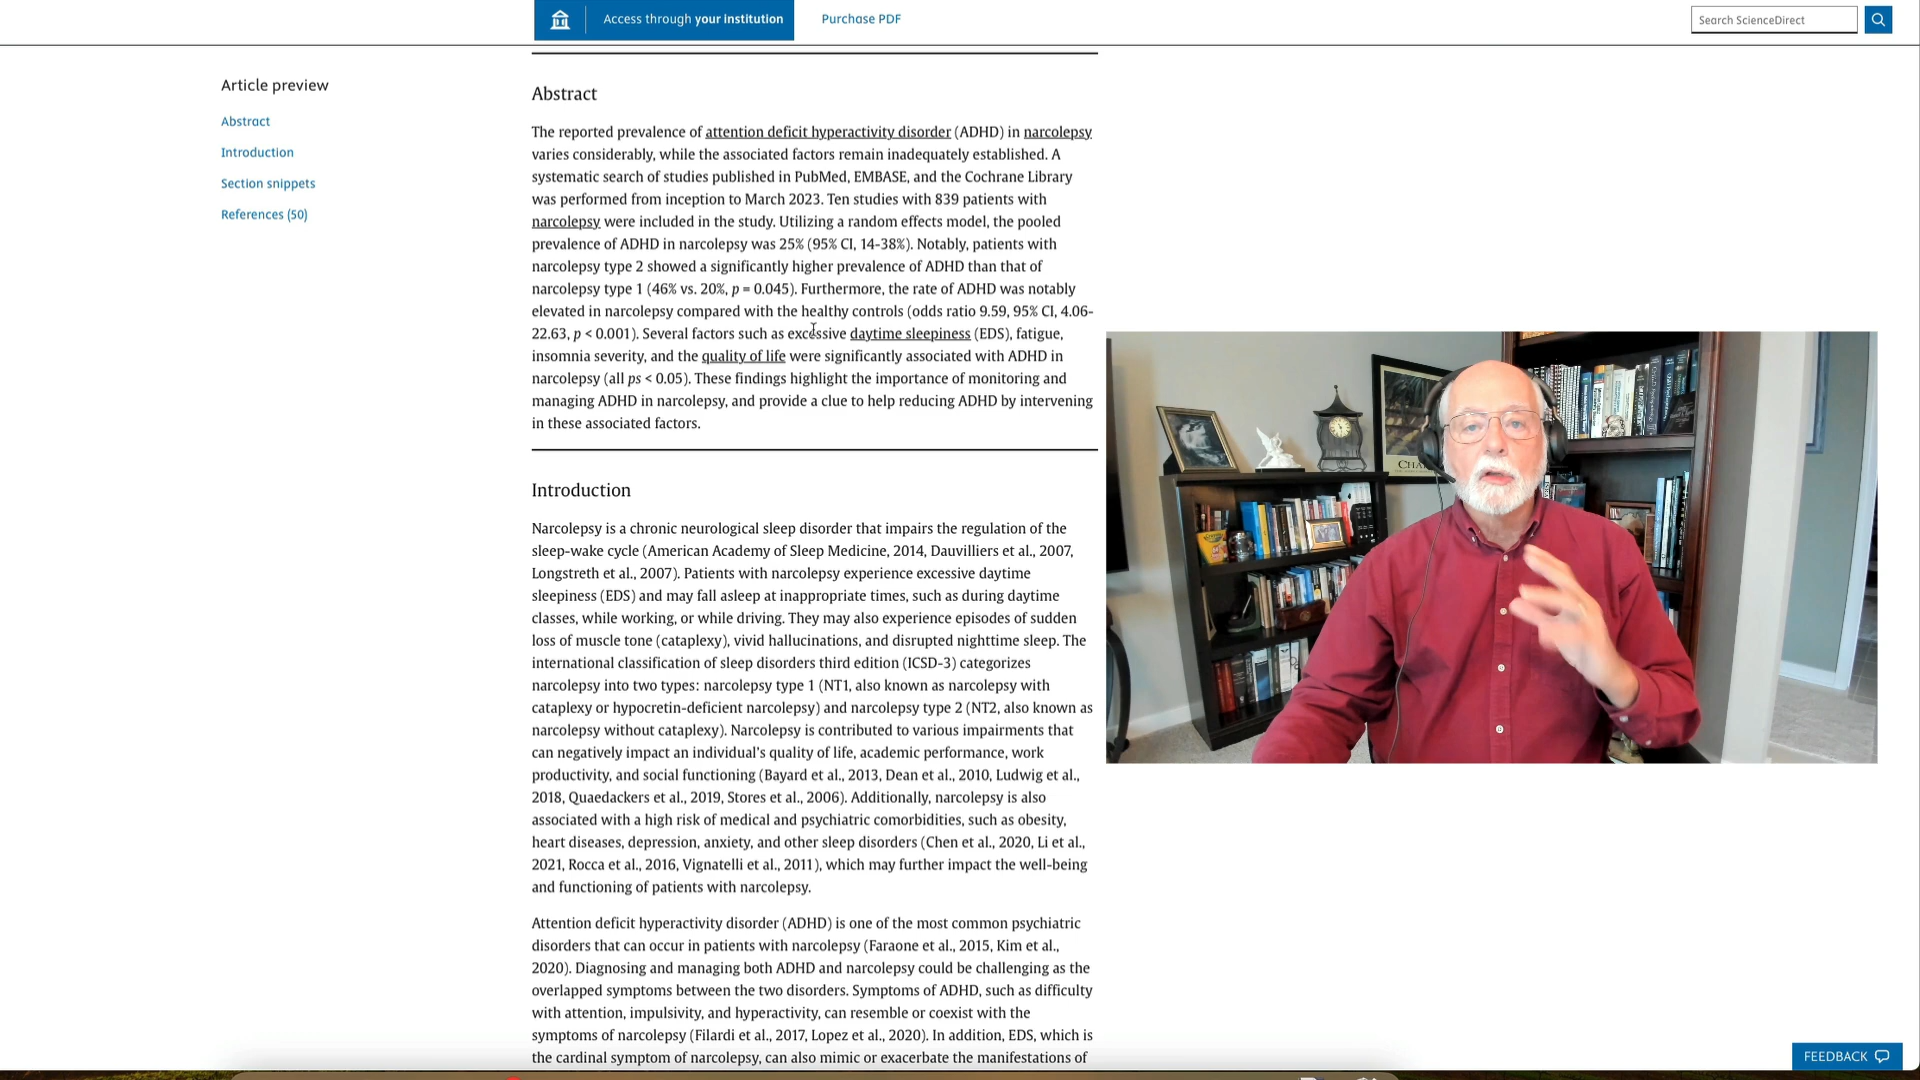 Access through your institution
Purchase PDF
Search ScienceDirect
Article preview
Abstract
Introduction
Section snippets
References (50)
Abstract
The reported prevalence of attention deficit hyperactivity disorder (ADHD) in narcolepsy
varies considerably, while the associated factors remain inadequately established. A
systematic search of studies published in PubMed, EMBASE, and the Cochrane Library
was performed from inception to March 2023. Ten studies with 839 patients with
narcolepsy were included in the study. Utilizing a random effects model, the pooled
prevalence of ADHD in narcolepsy was 25% (95% CI, 14-38%). Notably, patients with
narcolepsy type 2 showed a significantly higher prevalence of ADHD than that of
narcolepsy type 1 (46% vs. 20%, p = 0.045). Furthermore, the rate of ADHD was notably
elevated in narcolepsy compared with the healthy controls (odds ratio 9.59, 95% CI, 4.06-
22.63, p < 0.001). Several factors such as excessive daytime sleepiness (EDS), fatigue,
insomnia severity, and the quality of life were significantly associated with ADHD in
narcolepsy (all ps < 0.05). These findings highlight the importance of monitoring and
managing ADHD in narcolepsy, and provide a clue to help reducing ADHD by intervening
in these associated factors.
Introduction
Narcolepsy is a chronic neurological sleep disorder that impairs the regulation of the
sleep-wake cycle (American Academy of Sleep Medicine, 2014, Dauvilliers et al., 2007,
Longstreth et al., 2007). Patients with narcolepsy experience excessive daytime
sleepiness (EDS) and may fall asleep at inappropriate times, such as during daytime
classes, while working, or while driving. They may also experience episodes of sudden
loss of muscle tone (cataplexy), vivid hallucinations, and disrupted nighttime sleep. The
international classification of sleep disorders third edition (ICSD-3) categorizes
narcolepsy into two types: narcolepsy type 1 (NT1, also known as narcolepsy with
cataplexy or hypocretin-deficient narcolepsy) and narcolepsy type 2 (NT2, also known as
narcolepsy without cataplexy). Narcolepsy is contributed to various impairments that
can negatively impact an individual's quality of life, academic performance, work
productivity, and social functioning (Bayard et al., 2013, Dean et al., 2010, Ludwig et al.,
2018, Quaedackers et al., 2019, Stores et al., 2006). Additionally, narcolepsy is also
associated with a high risk of medical and psychiatric comorbidities, such as obesity,
heart diseases, depression, anxiety, and other sleep disorders (Chen et al., 2020, Li et al.,
2021, Rocca et al., 2016, Vignatelli et al., 2011), which may further impact the well-being
and functioning of patients with narcolepsy.
Attention deficit hyperactivity disorder (ADHD) is one of the most common psychiatric
disorders that can occur in patients with narcolepsy (Faraone et al., 2015, Kim et al.,
2020). Diagnosing and managing both ADHD and narcolepsy could be challenging as the
overlapped symptoms between the two disorders. Symptoms of ADHD, such as difficulty
with attention, impulsivity, and hyperactivity, can resemble or coexist with the
symptoms of narcolepsy (Filardi et al., 2017, Lopez et al., 2020). In addition, EDS, which is
the cardinal symptom of narcolepsy, can also mimic or exacerbate the manifestations of
FEEDBACK